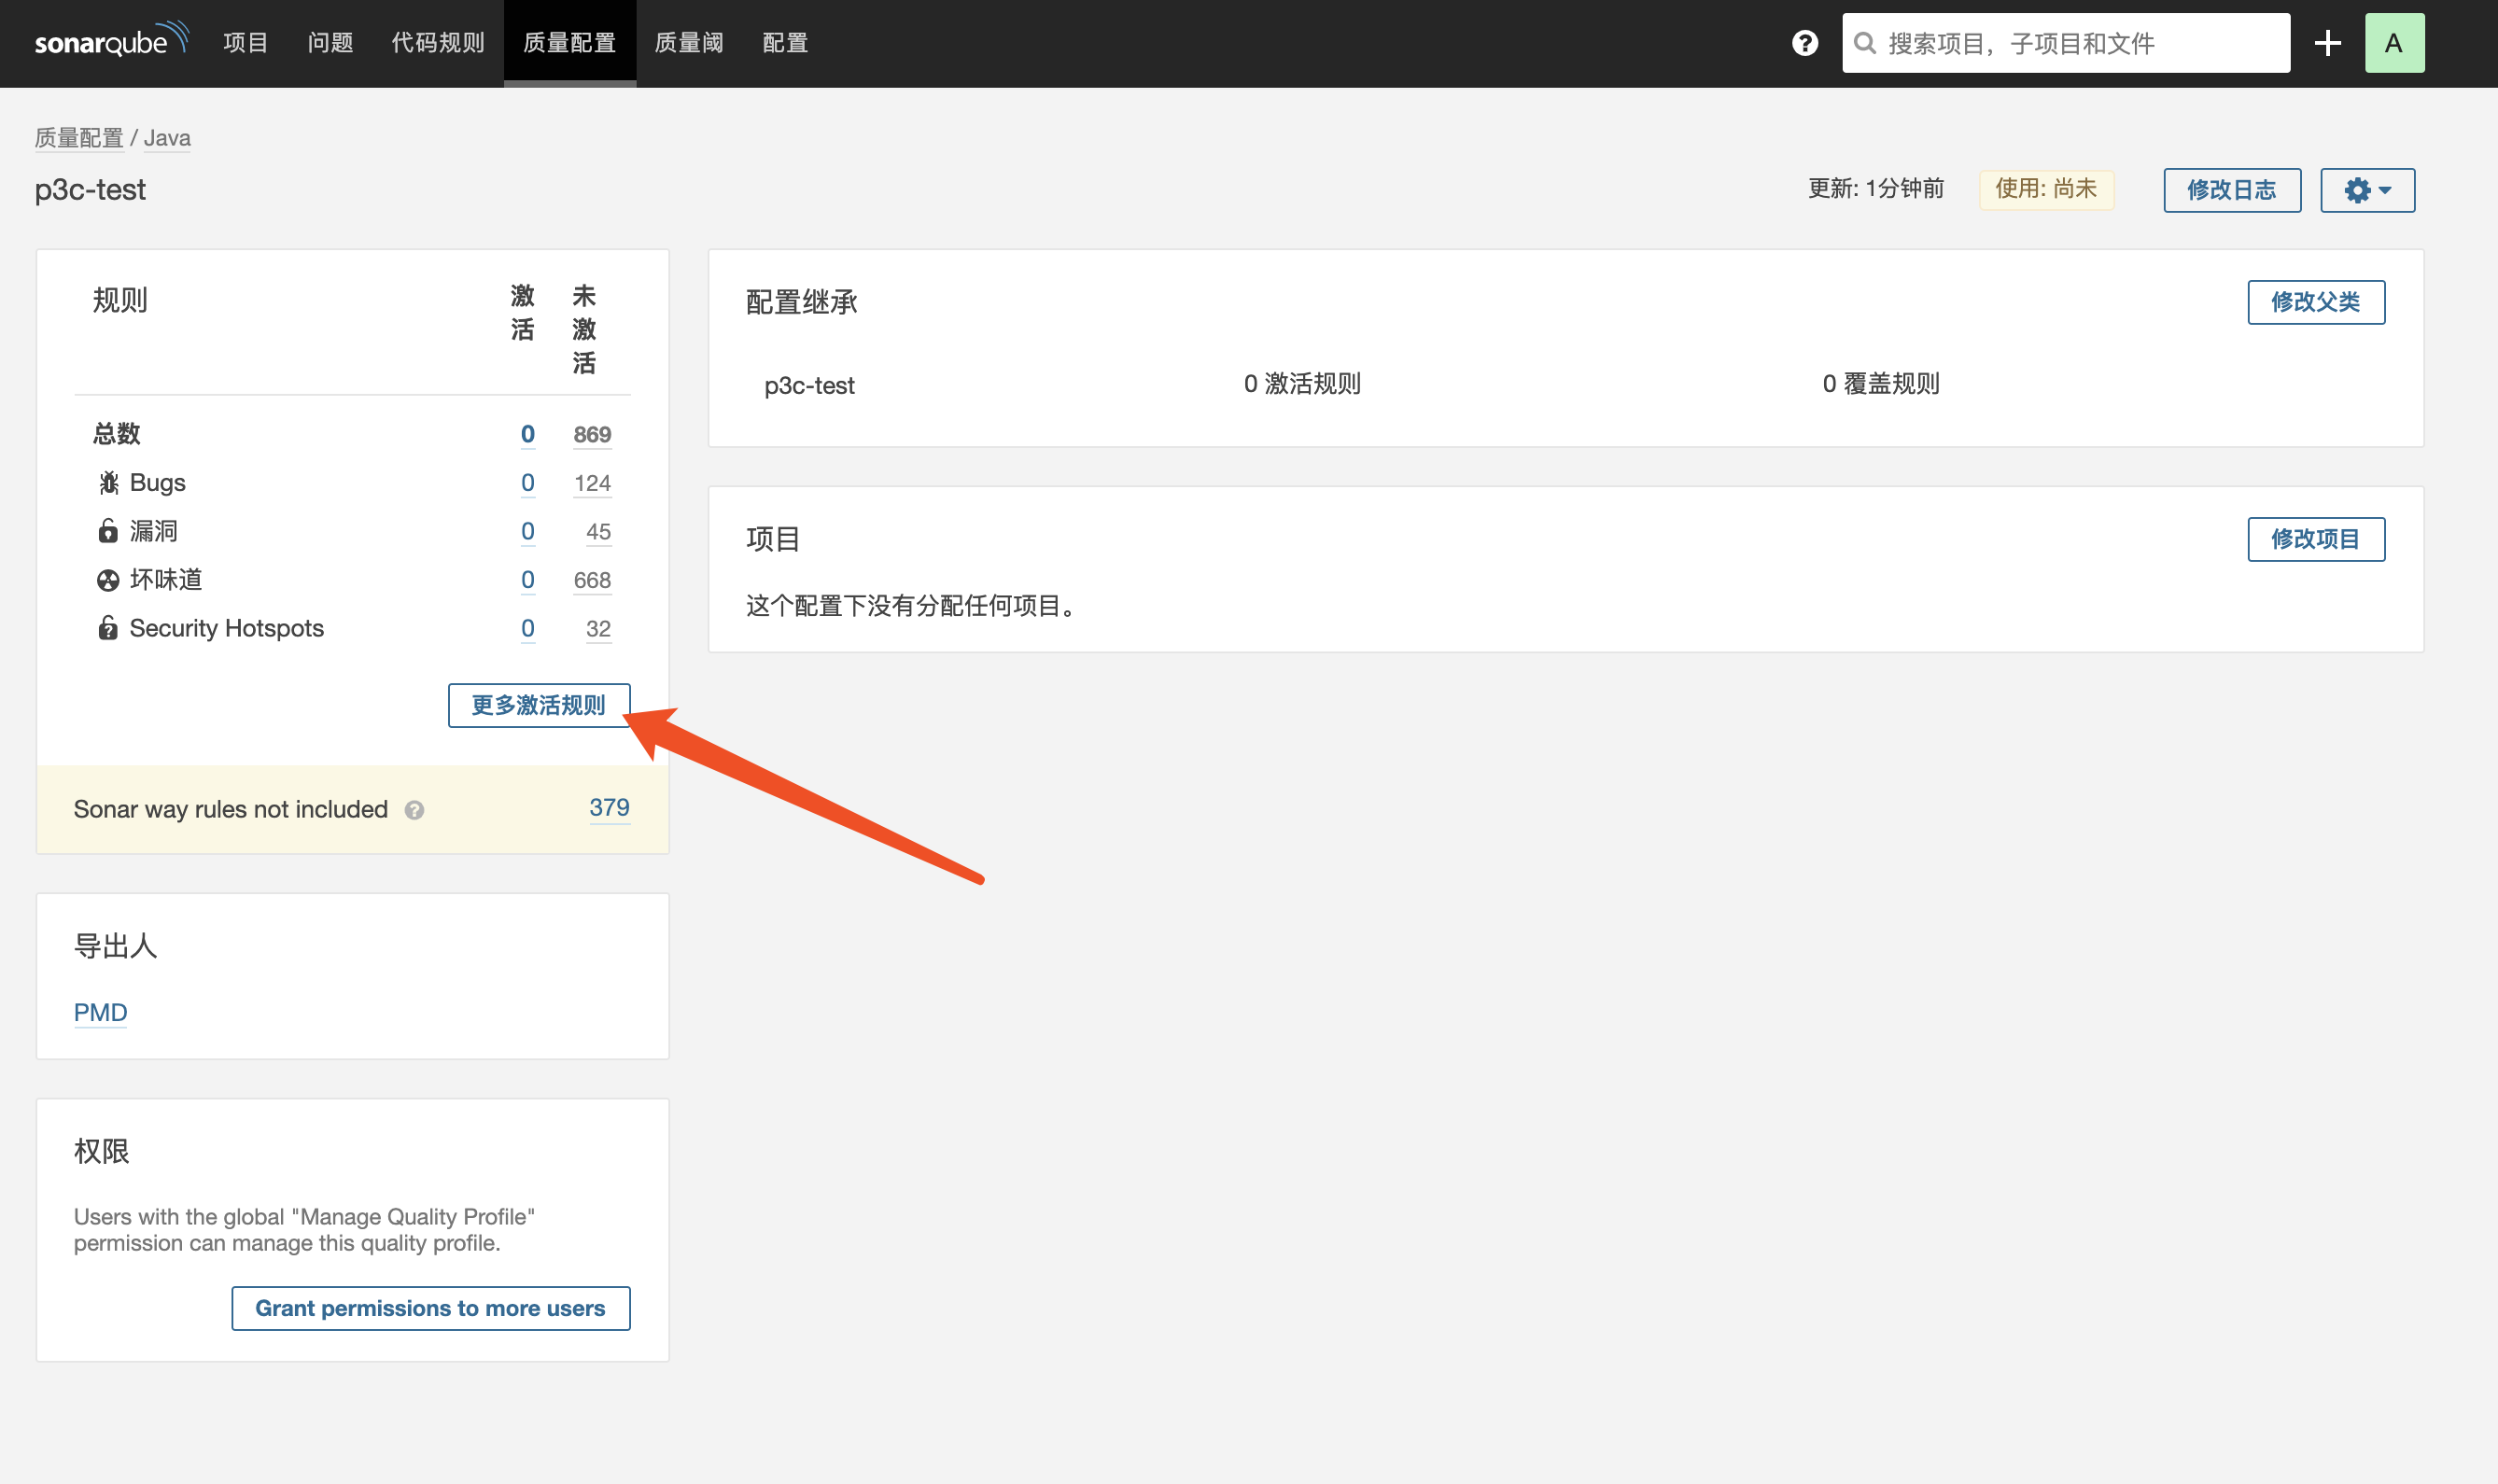 sonarqube 项目 问题 代码规则 质量配置 质量阈 配置 ? 搜索项目，子项目和文件 A
质量配置 / Java
p3c-test
更新: 1分钟前 使用: 尚未 修改日志
规则 激活 未激活
总数 0 869
Bugs 0 124
漏洞 0 45
坏味道 0 668
Security Hotspots 0 32
更多激活规则
Sonar way rules not included ? 379
导出人
PMD
权限
Users with the global "Manage Quality Profile"
permission can manage this quality profile.
Grant permissions to more users
配置继承 修改父类
p3c-test 0 激活规则 0 覆盖规则
项目 修改项目
这个配置下没有分配任何项目。